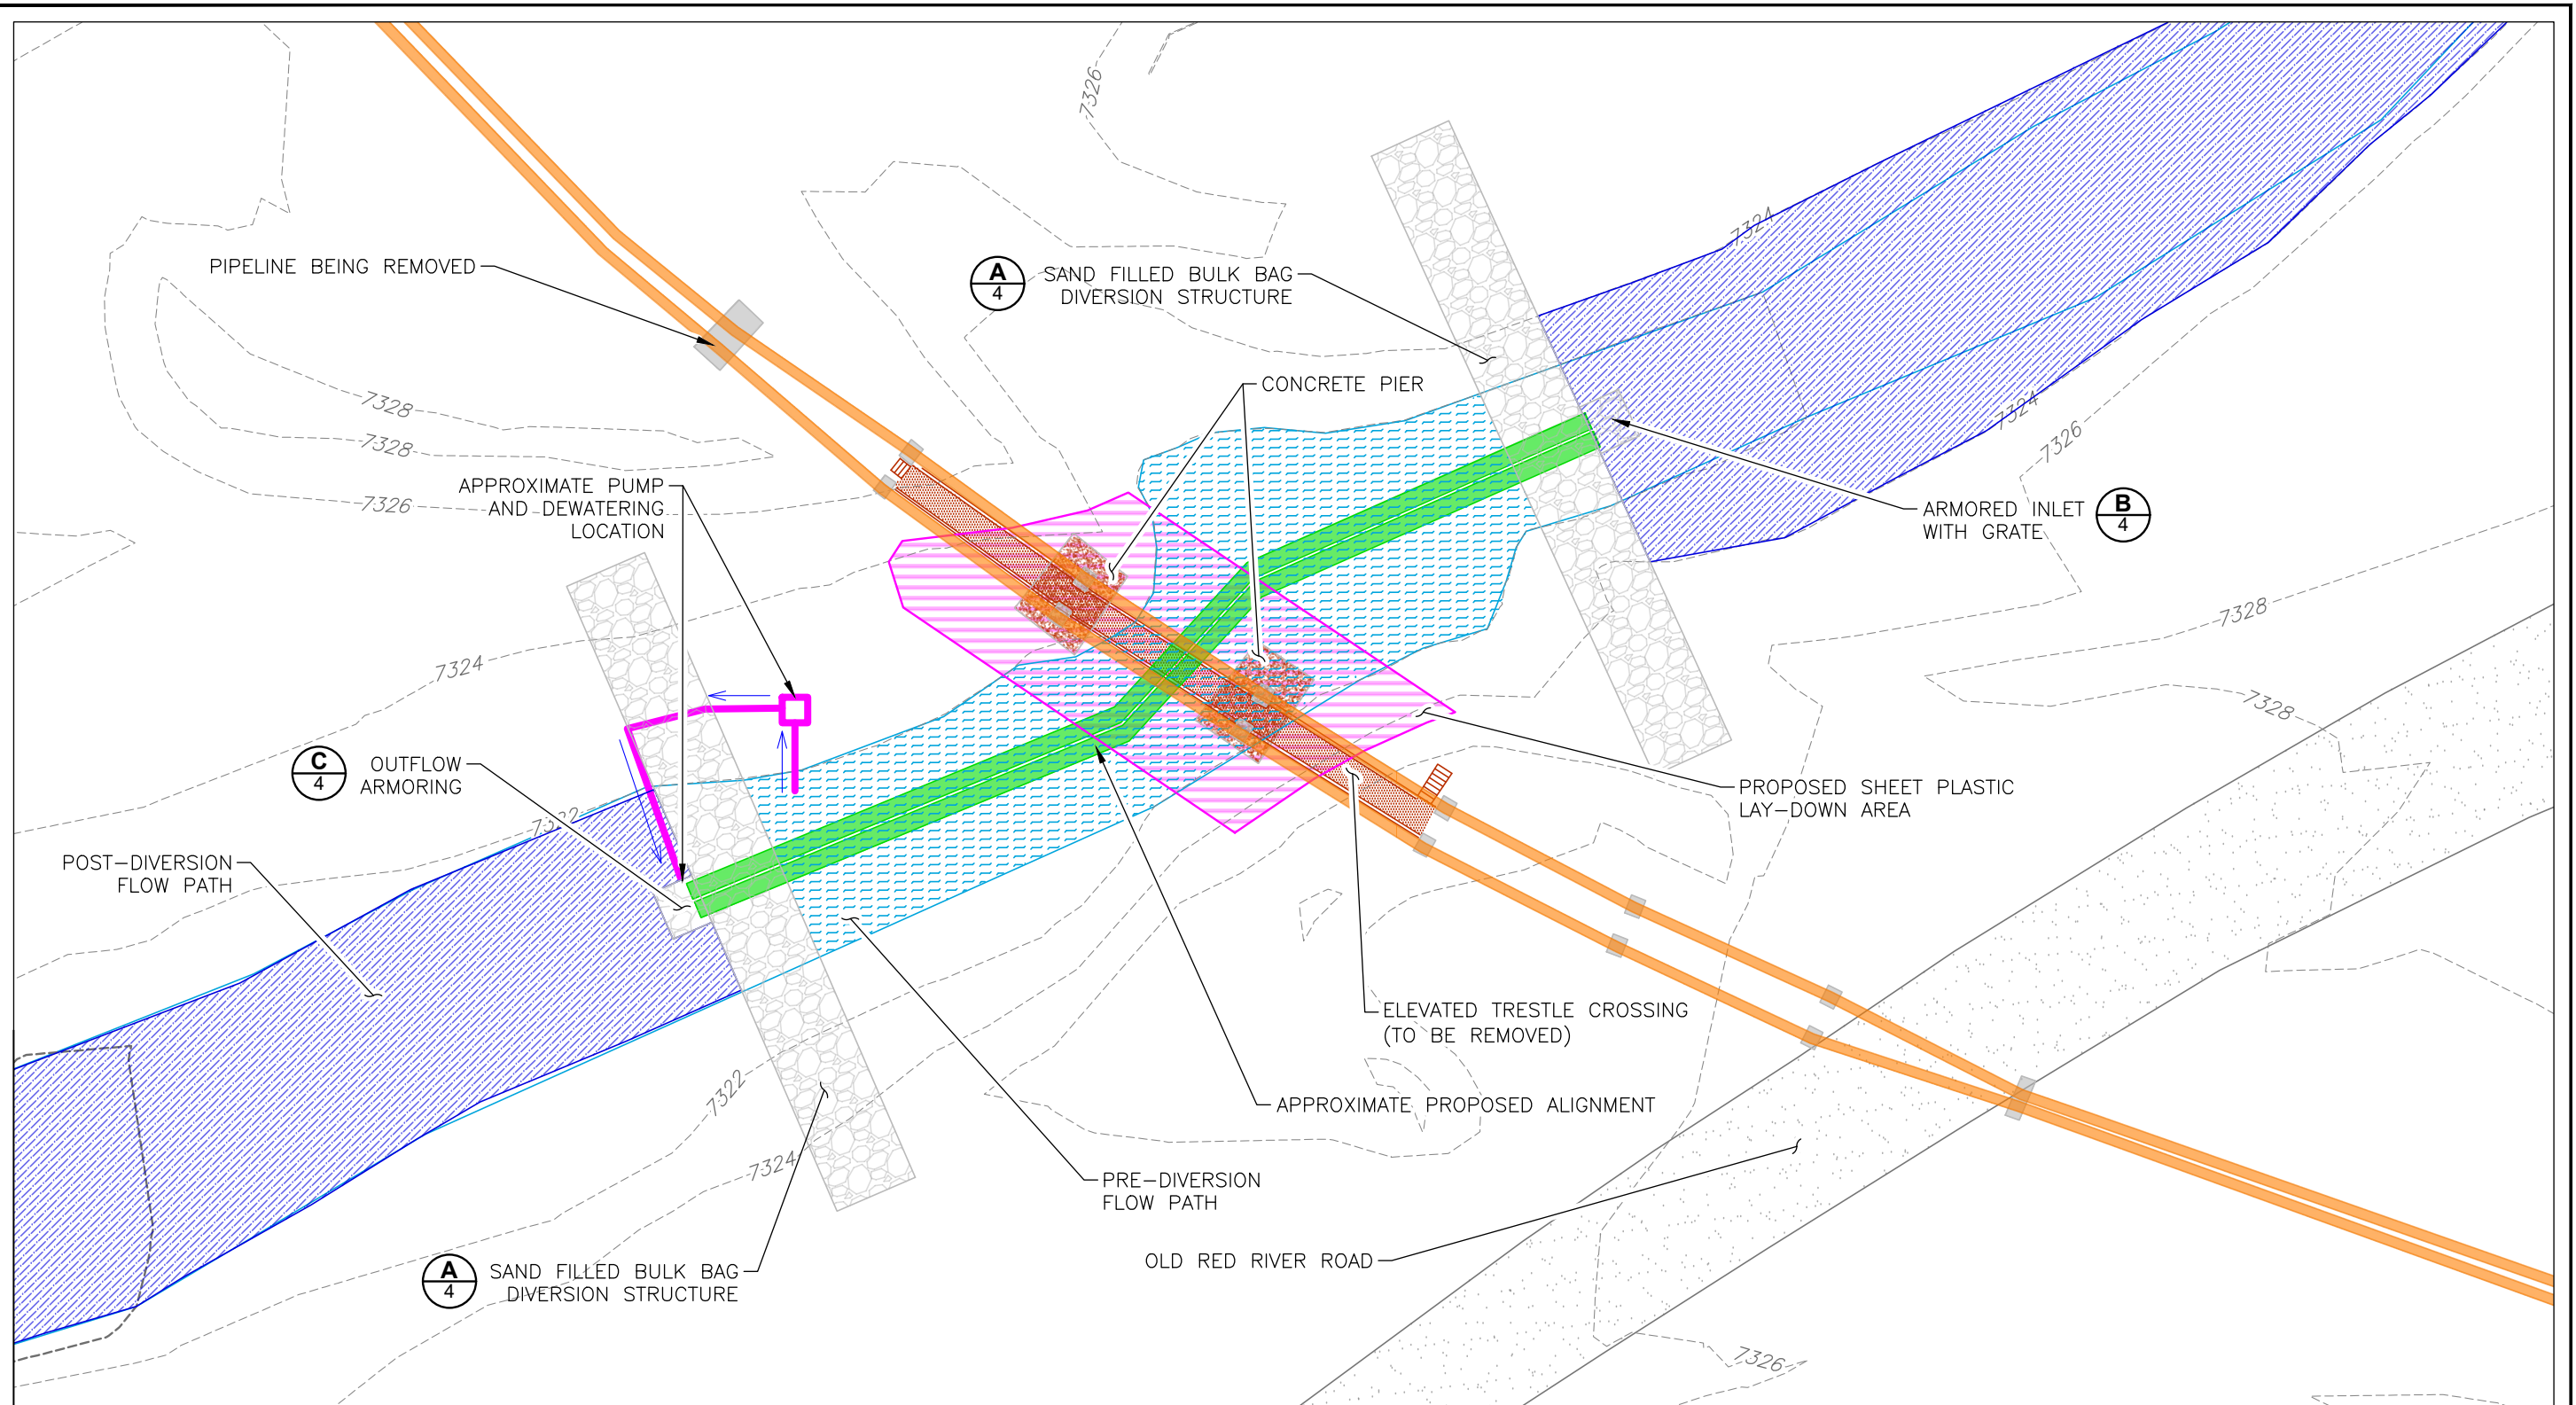 7326
7324
PIPELINE BEING REMOVED
A
4
SAND FILLED BULK BAG
DIVERSION STRUCTURE
CONCRETE PIER
7328
7328
7326
7324
7326
APPROXIMATE PUMP
AND DEWATERING
LOCATION
ARMORED INLET
WITH GRATE
B
4
7328
7324
7328
C
4
OUTFLOW
ARMORING
PROPOSED SHEET PLASTIC
LAY-DOWN AREA
7322
POST-DIVERSION
FLOW PATH
ELEVATED TRESTLE CROSSING
(TO BE REMOVED)
7322
APPROXIMATE PROPOSED ALIGNMENT
7324
PRE-DIVERSION
FLOW PATH
OLD RED RIVER ROAD
A
4
SAND FILLED BULK BAG
DIVERSION STRUCTURE
7326